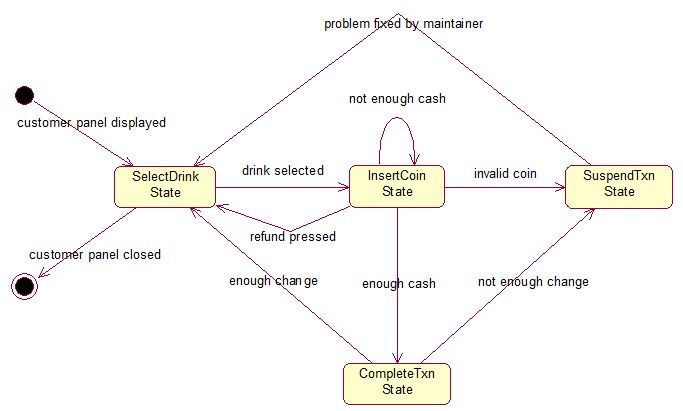 problem fixed by maintainer
not enough cash
customer panel displayed
SelectDrink
State
drink selected
InsertCoin
State
invalid coin
SuspendTxn
State
refund pressed
customer panel closed
enough change
enough cash
not enough change
CompleteTxn
State